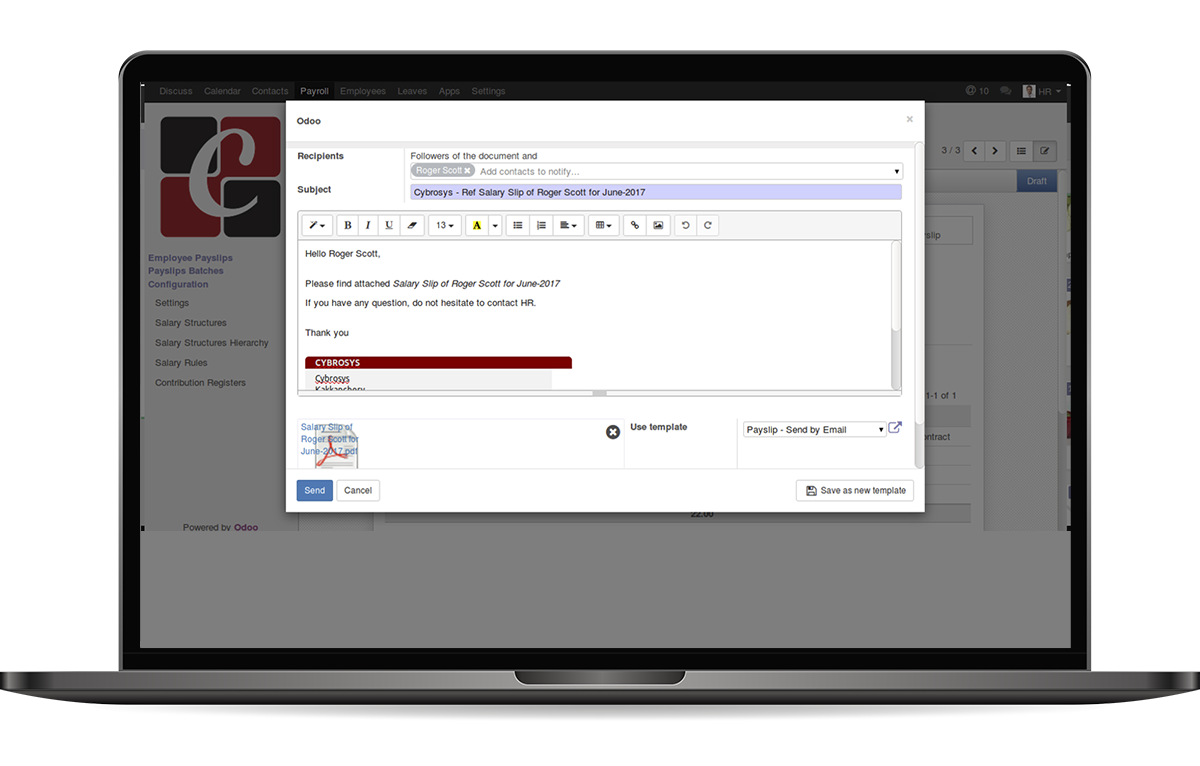 Discuss Calendar Contacts Payroll Employees Leaves Apps Settings
@ 10 HR
C
Employee Payslips
Payslips Batches
Configuration
Settings
Salary Structures
Salary Structures Hierarchy
Salary Rules
Contribution Registers
Powered by Odoo
3 / 3
Draft
1-1 of 1
22.00
Odoo
×
Recipients
Followers of the document and
Roger Scott ✖ Add contacts to notify...
Subject
Cybrosys - Ref Salary Slip of Roger Scott for June-2017
B I U 13 A
Hello Roger Scott,
Please find attached Salary Slip of Roger Scott for June-2017
If you have any question, do not hesitate to contact HR.
Thank you
CYBROSYS
Cybrosys
Kakkanchery
Salary Slip of
Roger Scott for
June-2017.pdf
Use template
Payslip - Send by Email
Send Cancel Save as new template